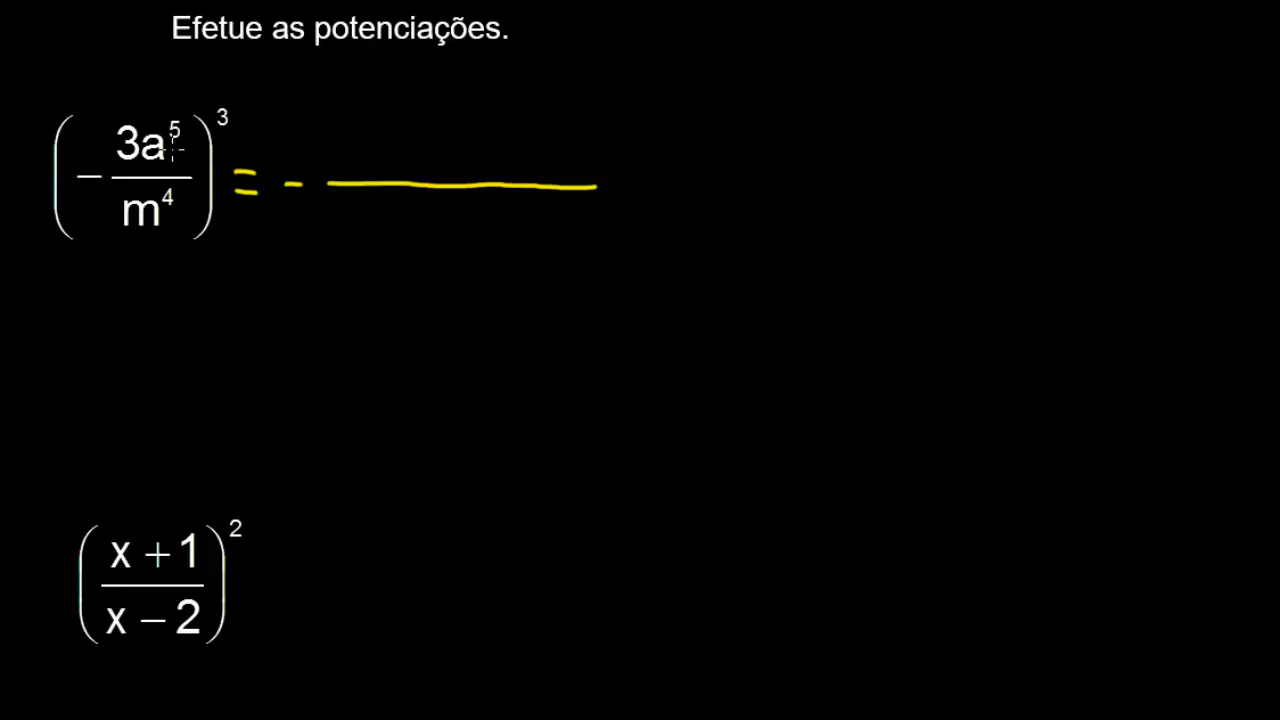 Efetue as potenciações.
(- 3a⁵ / m⁴)³ = -
(x + 1 / x - 2)²